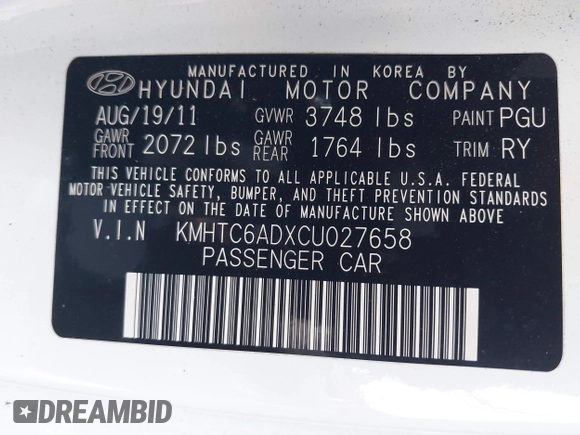 MANUFACTURED IN KOREA BY
HYUNDAI MOTOR COMPANY
AUG/19/11 GVWR 3748 lbs PAINT PGU
GAWR FRONT 2072 lbs GAWR REAR 1764 lbs TRIM RY
THIS VEHICLE CONFORMS TO ALL APPLICABLE U.S.A. FEDERAL
MOTOR VEHICLE SAFETY, BUMPER, AND THEFT PREVENTION STANDARDS
IN EFFECT ON THE DATE OF MANUFACTURE SHOWN ABOVE
V.I.N KMHTC6ADXCU027658
PASSENGER CAR
DREAMBID